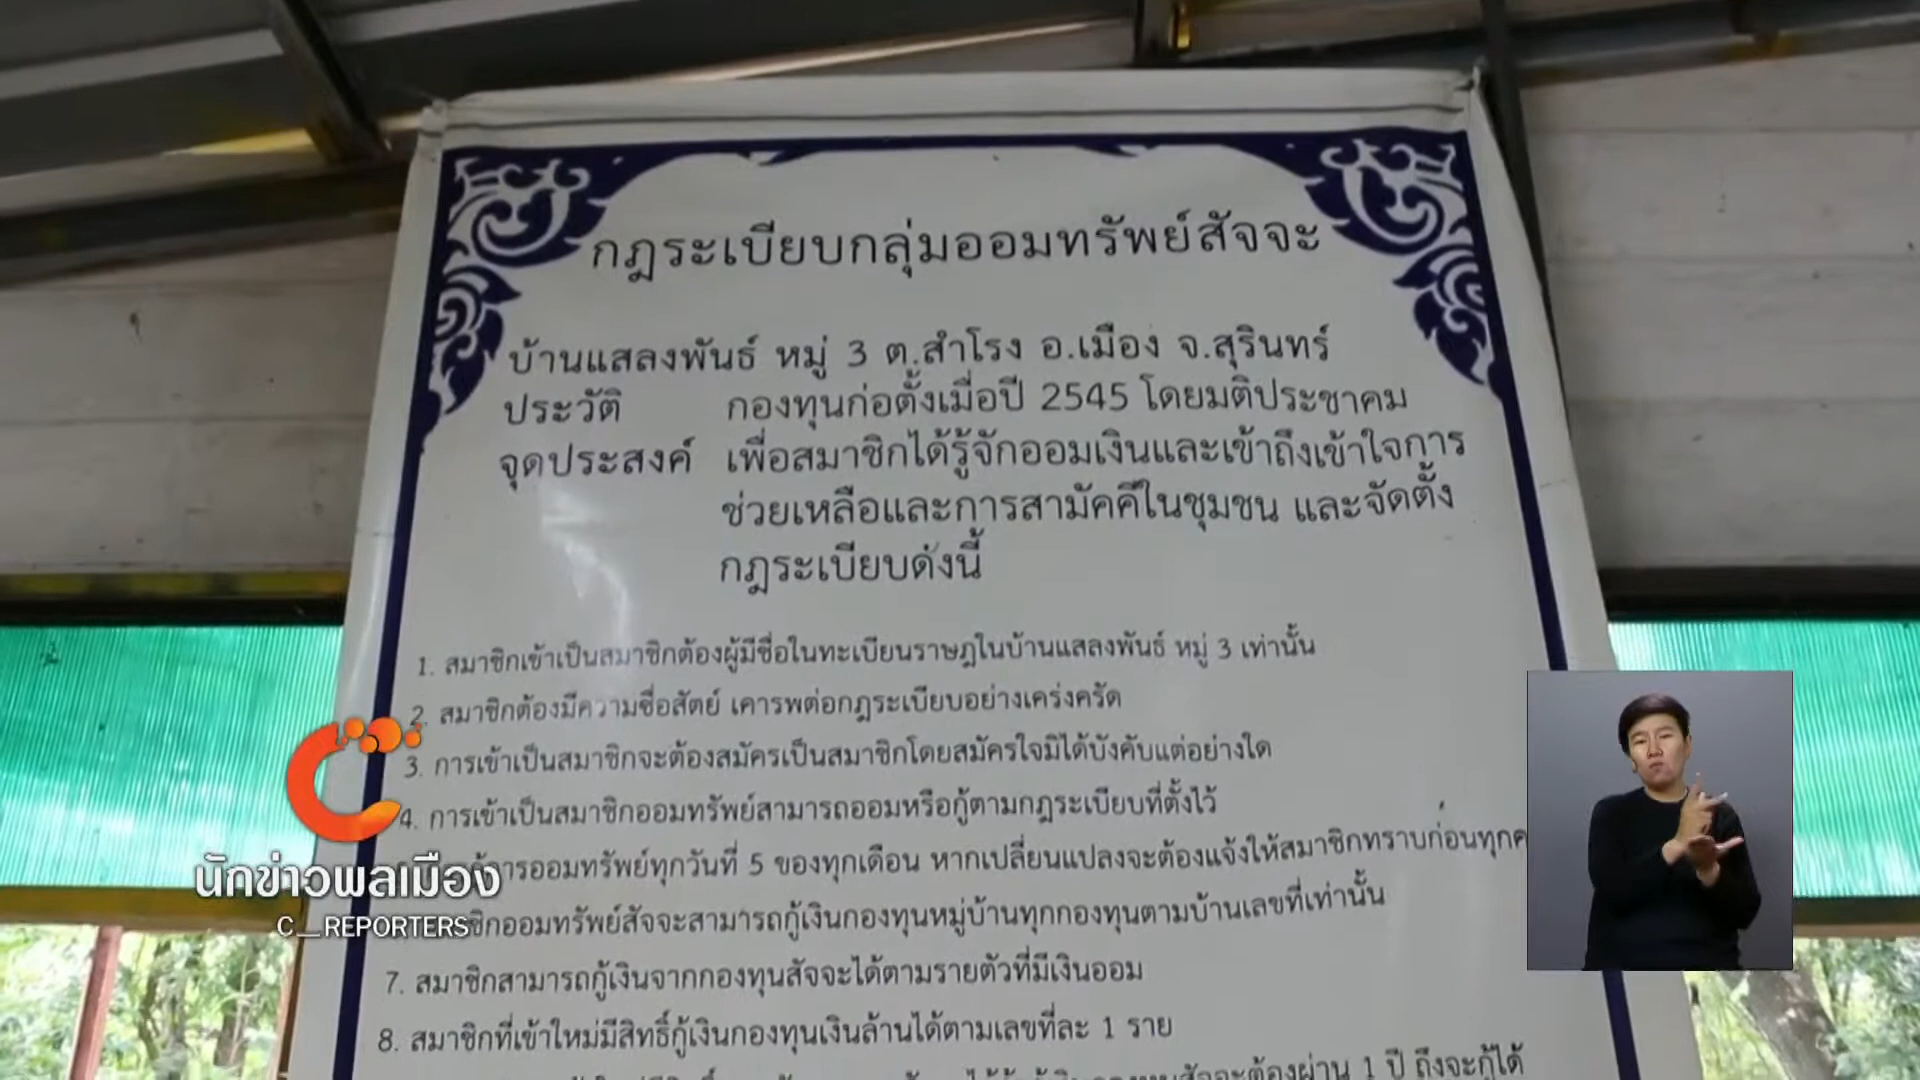 กฎระเบียบกลุ่มออมทรัพย์สัจจะ
บ้านแสลงพันธ์ หมู่ 3 ต.สำโรง อ.เมือง จ.สุรินทร์
ประวัติ กองทุนก่อตั้งเมื่อปี 2545 โดยมติประชาคม
จุดประสงค์ เพื่อสมาชิกได้รู้จักออมเงินและเข้าถึงเข้าใจการ
ช่วยเหลือและการสามัคคีในชุมชน และจัดตั้ง
กฎระเบียบดังนี้
1. สมาชิกเข้าเป็นสมาชิกต้องผู้มีชื่อในทะเบียนราษฎในบ้านแสลงพันธ์ หมู่ 3 เท่านั้น
2. สมาชิกต้องมีความซื่อสัตย์ เคารพต่อกฎระเบียบอย่างเคร่งครัด
3. การเข้าเป็นสมาชิกจะต้องสมัครเป็นสมาชิกโดยสมัครใจมิได้บังคับแต่อย่างใด
4. การเข้าเป็นสมาชิกออมทรัพย์สามารถออมหรือกู้ตามกฎระเบียบที่ตั้งไว้
การออมทรัพย์ทุกวันที่ 5 ของทุกเดือน หากเปลี่ยนแปลงจะต้องแจ้งให้สมาชิกทราบก่อนทุก
ออมทรัพย์สัจจะสามารถกู้เงินกองทุนหมู่บ้านทุกกองทุนตามบ้านเลขที่เท่านั้น
7. สมาชิกสามารถกู้เงินจากกองทุนสัจจะได้ตามรายตัวที่มีเงินออม
8. สมาชิกที่เข้าใหม่มีสิทธิ์กู้เงินกองทุนเงินล้านได้ตามเลขที่ละ 1 ราย
ต้องผ่าน 1 ปี ถึงจะกู้ได้
นักข่าวพลเมือง
C_REPORTERS